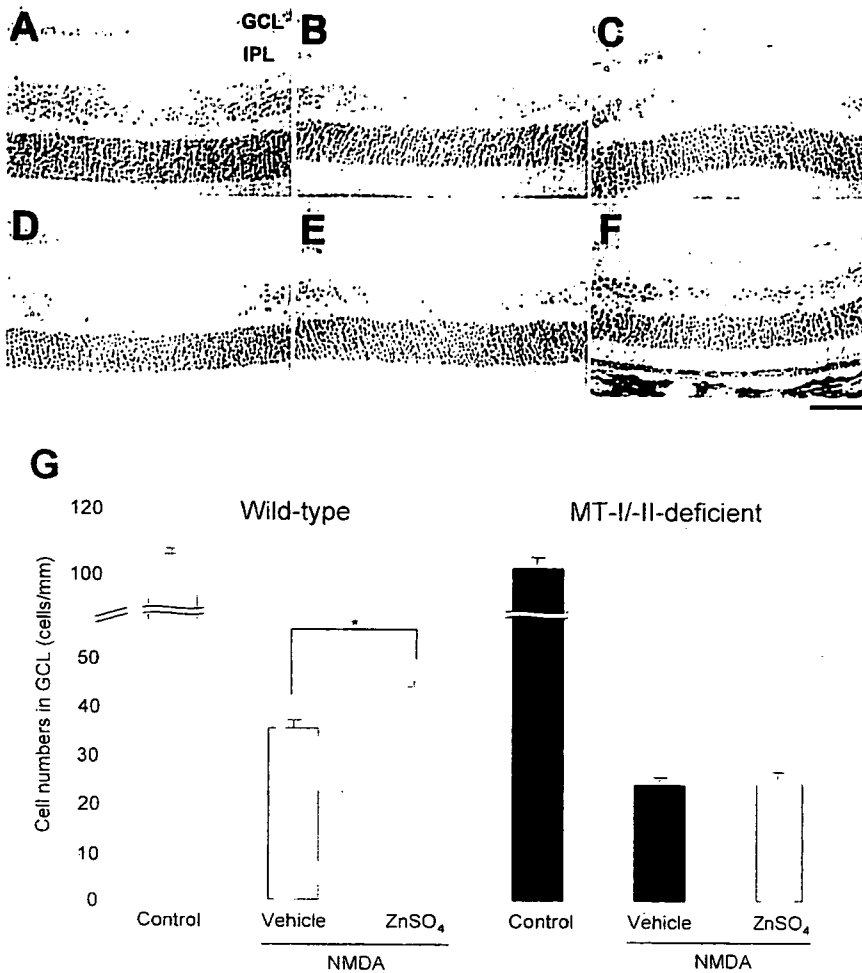 A
GCL
IPL
B
C
D
E
F
G
Wild-type
MT-I/-II-deficient
Cell numbers in GCL (cells/mm)
120
100
50
40
30
20
10
0
*
Control
Vehicle
ZnSO₄
NMDA
Control
Vehicle
ZnSO₄
NMDA